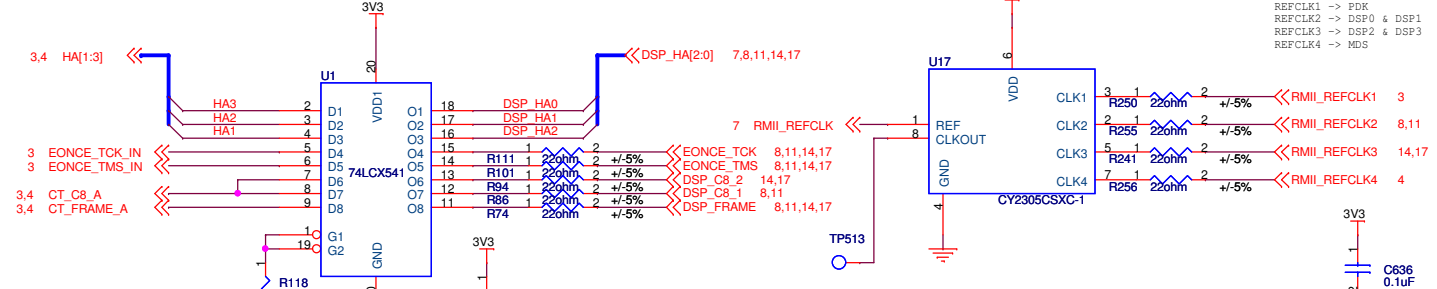 3V3
REFCLK1 -> PDK
REFCLK2 -> DSP0 & DSP1
REFCLK3 -> DSP2 & DSP3
REFCLK4 -> MDS
3,4 HA[1:3]
DSP_HA[2:0] 7,8,11,14,17
U1
20
VDD1
U17
6
VDD
HA3 2 D1 O1 18 DSP_HA0
HA2 3 D2 O2 17 DSP_HA1
HA1 4 D3 O3 16 DSP_HA2
3 EONCE_TCK_IN 5 D4 O4 15 1 2 EONCE_TCK 8,11,14,17
R111 22ohm +/-5%
3 EONCE_TMS_IN 6 D5 O5 14 1 2 EONCE_TMS 8,11,14,17
R101 22ohm +/-5%
74LCX541
7 D6 O6 13 1 2 DSP_C8_2 14,17
R94 22ohm +/-5%
3,4 CT_C8_A 8 D7 O7 12 1 2 DSP_C8_1 8,11
R86 22ohm +/-5%
3,4 CT_FRAME_A 9 D8 O8 11 1 2 DSP_FRAME 8,11,14,17
R74 22ohm +/-5%
1 G1
19 G2
GND
1
R118
3V3
1
7 RMII_REFCLK 1 REF
8 CLKOUT
CLK1 3 1 2 RMII_REFCLK1 3
R250 22ohm +/-5%
CLK2 2 1 2 RMII_REFCLK2 8,11
R255 22ohm +/-5%
CLK3 5 1 2 RMII_REFCLK3 14,17
R241 22ohm +/-5%
CLK4 7 1 2 RMII_REFCLK4 4
R256 22ohm +/-5%
GND
4
CY2305CSXC-1
TP513
3V3
1
C636
0.1uF